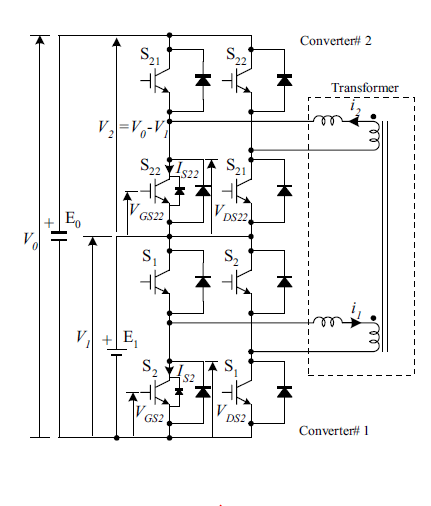 Converter# 2
S21
S22
Transformer
i2
V2=V0-V1
S22
IS22
S21
VGS22
VDS22
V0
+
E0
S1
S2
i1
V1
+
E1
S2
IS2
S1
VGS2
VDS2
Converter# 1